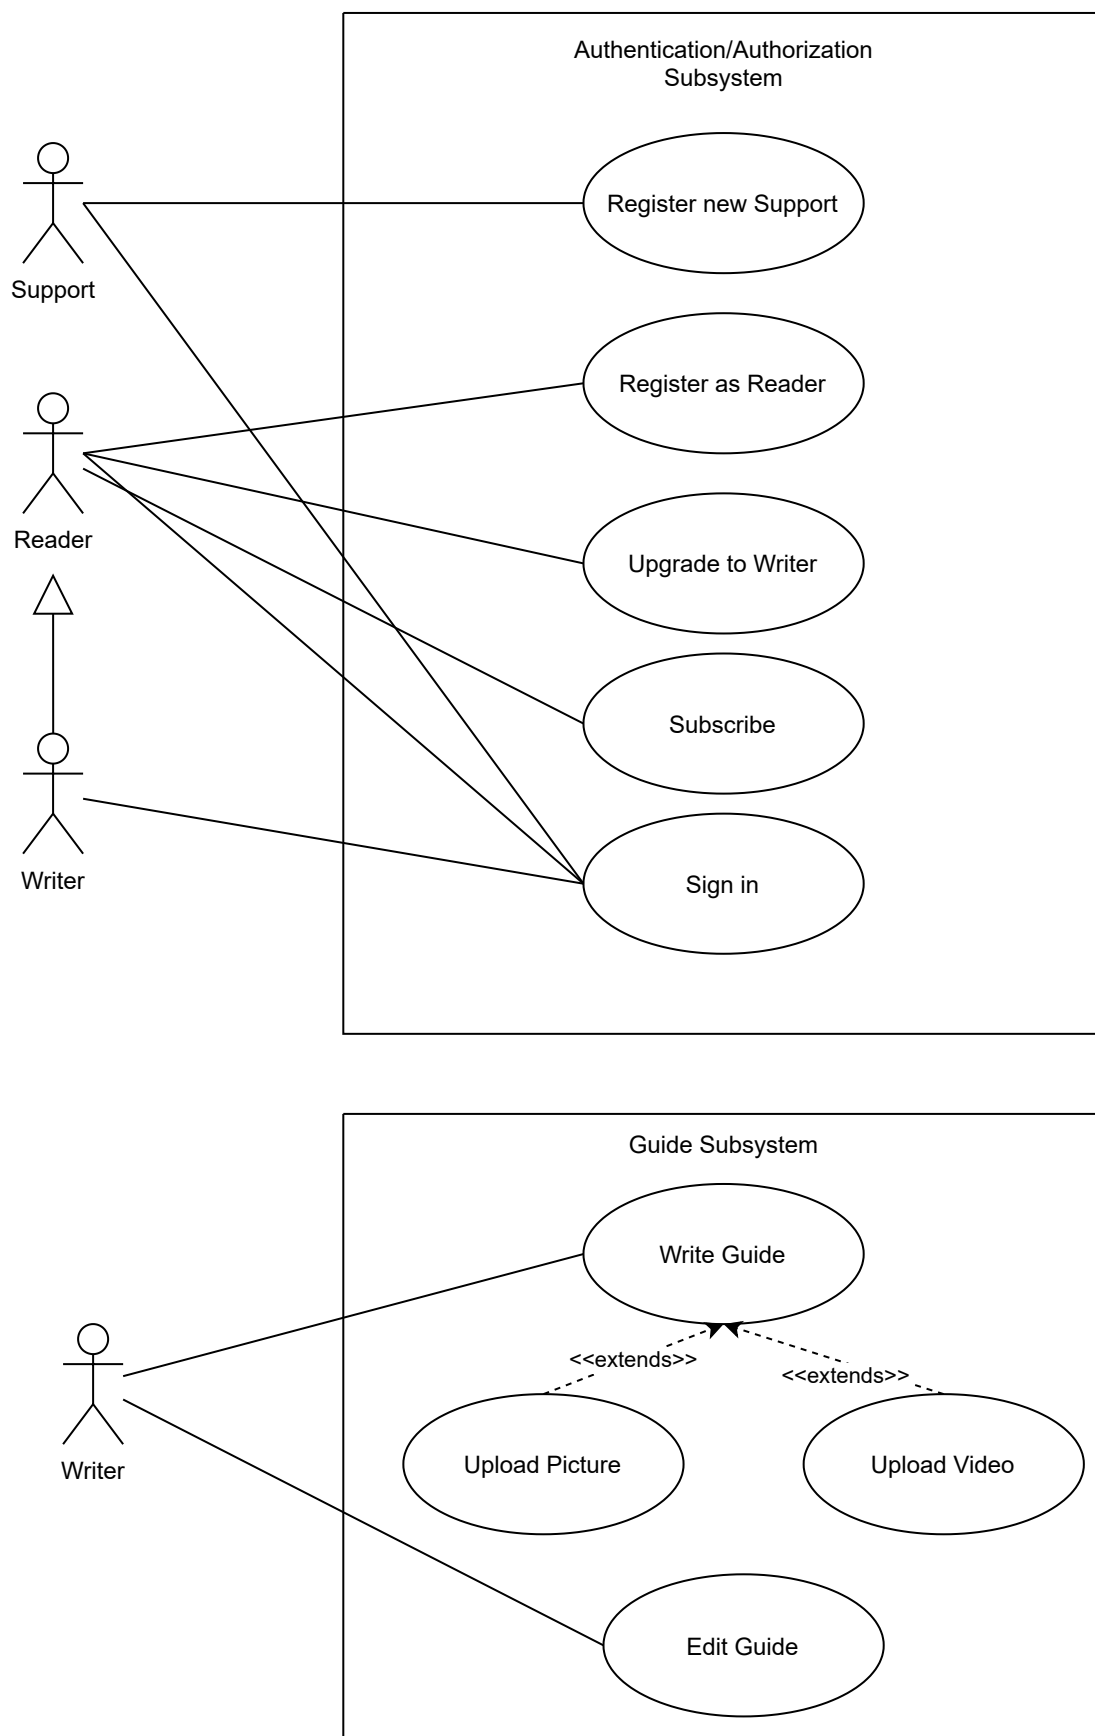 Authentication/Authorization
Subsystem
Register new Support
Support
Register as Reader
Reader
Upgrade to Writer
Subscribe
Writer
Sign in
Guide Subsystem
Write Guide
<<extends>>
<<extends>>
Writer
Upload Picture
Upload Video
Edit Guide